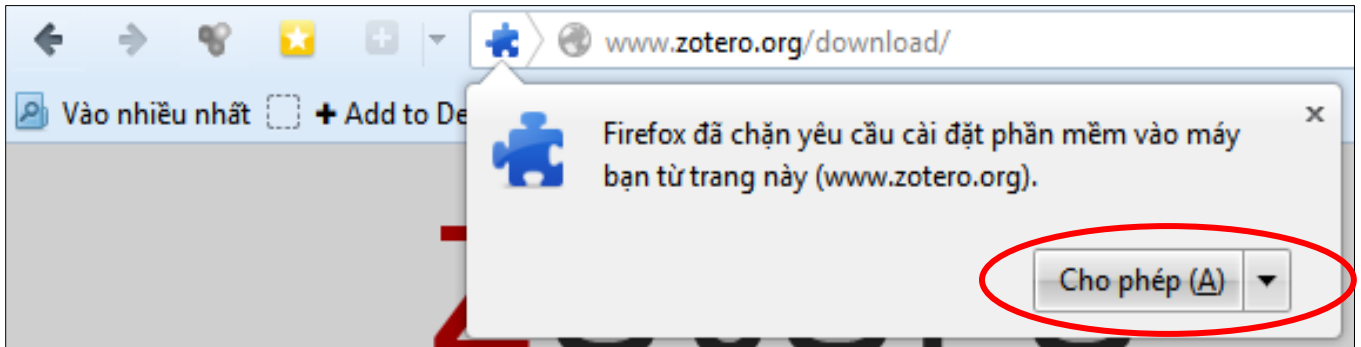 www.zotero.org/download/
Vào nhiều nhất + Add to De
Firefox đã chặn yêu cầu cài đặt phần mềm vào máy
bạn từ trang này (www.zotero.org).
Cho phép (A)